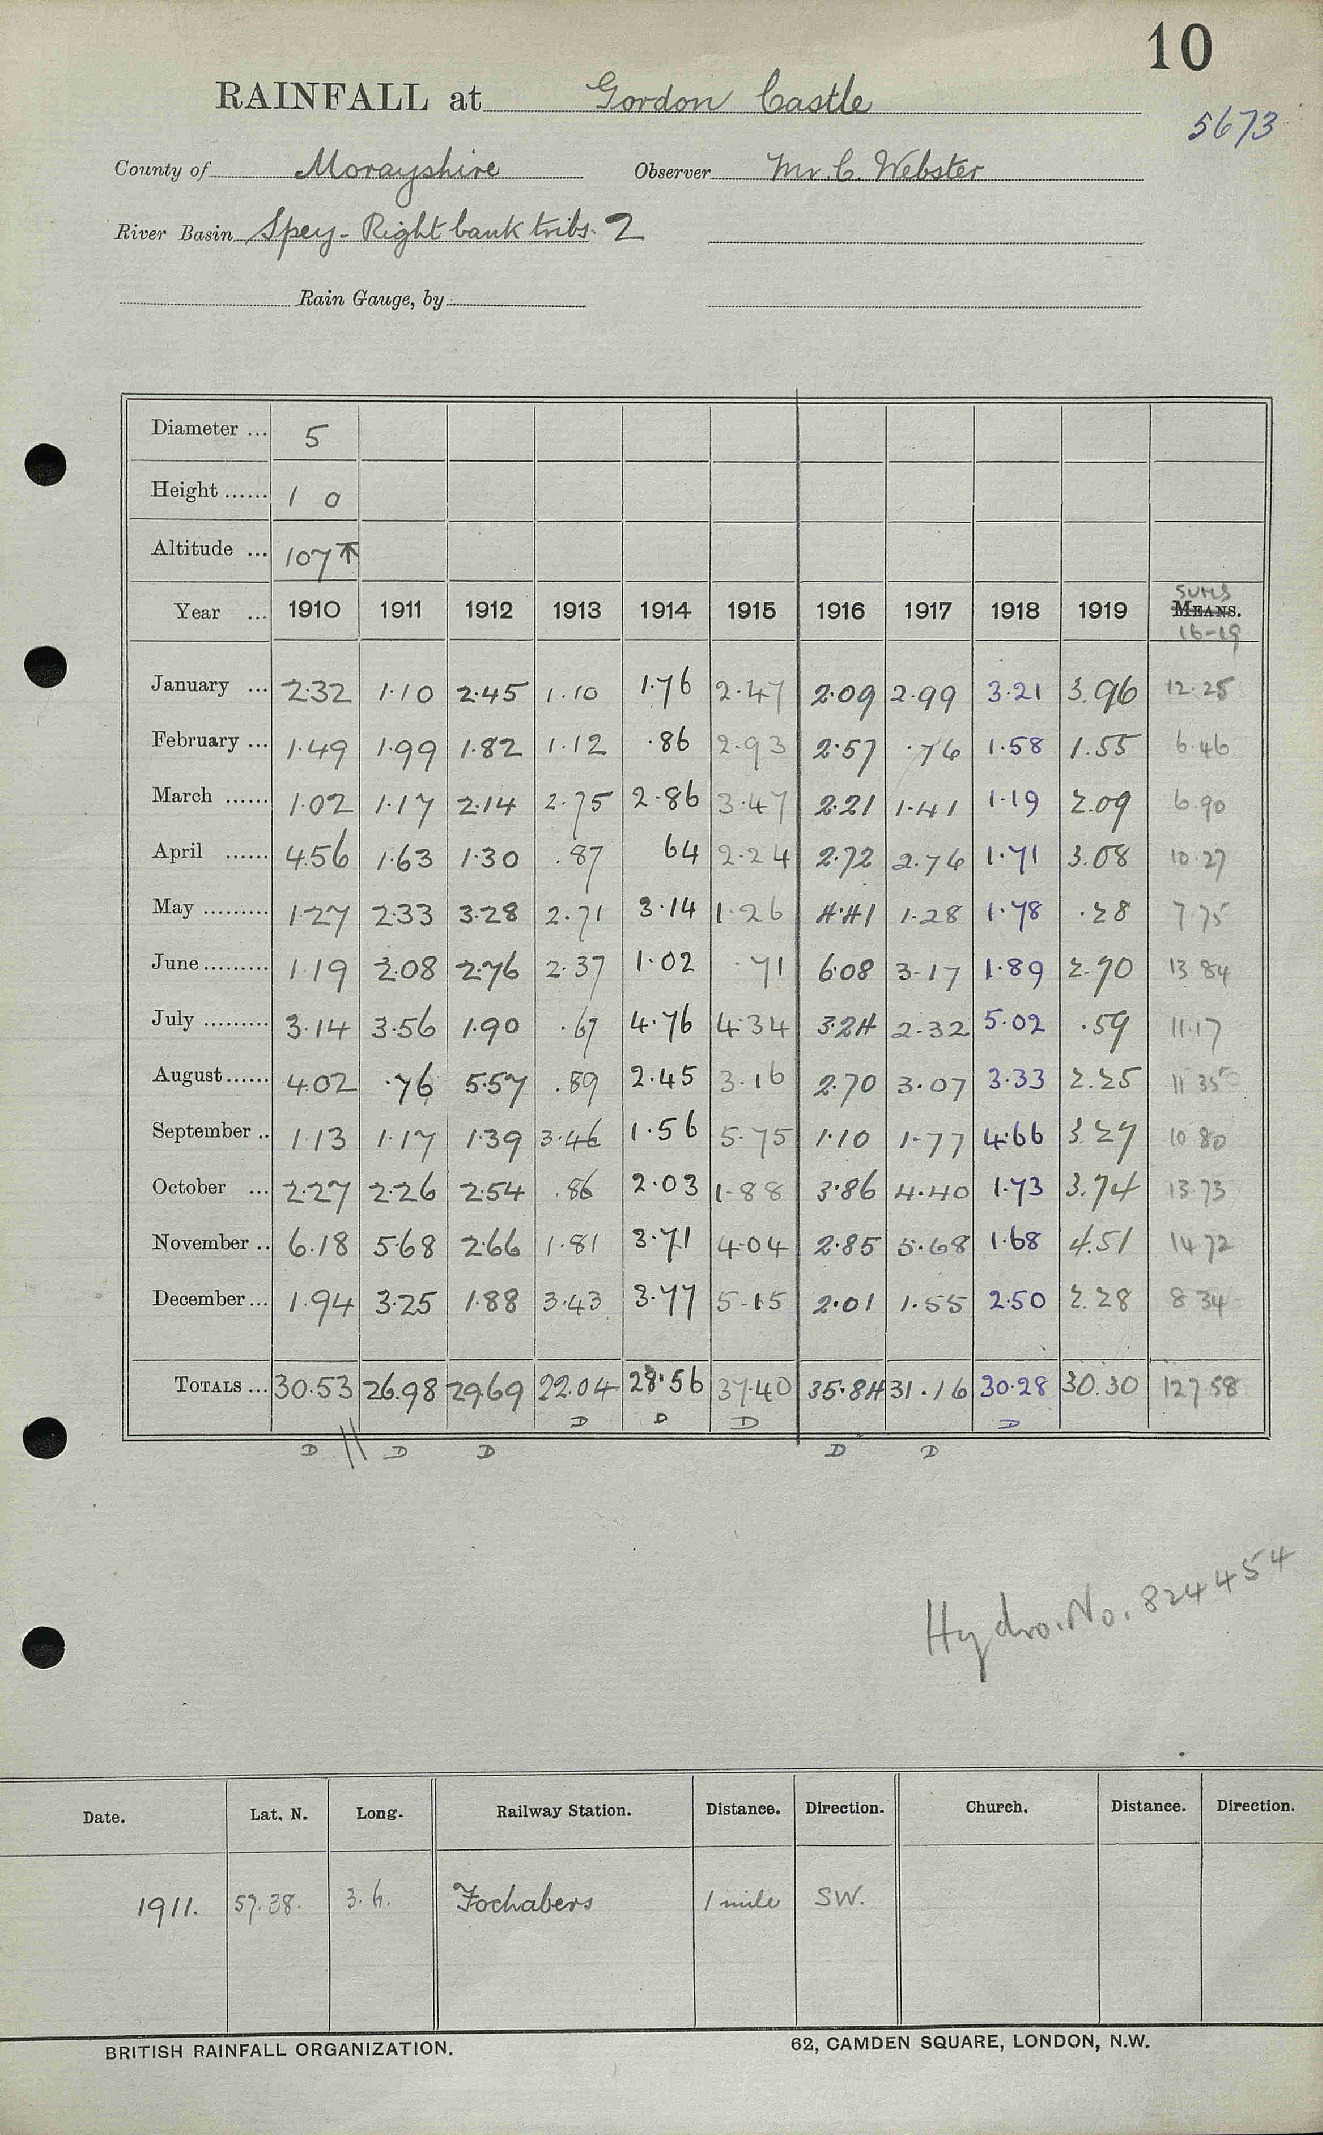 10
RAINFALL at Gordon Castle
5673
County of Morayshire Observer Mr. C. Webster
River Basin Spey - Right bank tribs. 2
Rain Gauge, by
Diameter ... 5
Height ...... 1 0
Altitude ... 107 ↑
SUMS
Year ... 1910 1911 1912 1913 1914 1915 1916 1917 1918 1919 MEANS.
16-19
January ... 2.32 1.10 2.45 1.10 1.76 2.47 2.09 2.99 3.21 3.96 12.25
February ... 1.49 1.99 1.82 1.12 .86 2.93 2.57 .76 1.58 1.55 6.46
March ...... 1.02 1.17 2.14 2.75 2.86 3.47 2.21 1.41 1.19 2.09 6.90
April ...... 4.56 1.63 1.30 .87 64 2.24 2.72 2.76 1.71 3.08 10.27
May ......... 1.27 2.33 3.28 2.71 3.14 1.26 4.41 1.28 1.78 .28 7.75
June ......... 1.19 2.08 2.76 2.37 1.02 .71 6.08 3.17 1.89 2.70 13.84
July ......... 3.14 3.56 1.90 .67 4.76 4.34 3.24 2.32 5.02 .59 11.17
August ...... 4.02 .76 5.57 .89 2.45 3.16 2.70 3.07 3.33 2.25 11.35
September .. 1.13 1.17 1.39 3.46 1.56 5.75 1.10 1.77 4.66 3.27 10.80
October ... 2.27 2.26 2.54 .86 2.03 1.88 3.86 4.40 1.73 3.74 13.73
November .. 6.18 5.68 2.66 1.81 3.71 4.04 2.85 5.68 1.68 4.51 14.72
December ... 1.94 3.25 1.88 3.43 3.77 5.15 2.01 1.55 2.50 2.28 8.34
TOTALS ... 30.53 26.98 29.69 22.04 28.56 37.40 35.84 31.16 30.28 30.30 127.58
D D D D
D // D D D D
Hydro. No. 824454
Date. Lat. N. Long. Railway Station. Distance. Direction. Church. Distance. Direction.
1911. 57.38. 3.6. Fochabers 1 mile SW.
BRITISH RAINFALL ORGANIZATION. 62, CAMDEN SQUARE, LONDON, N.W.